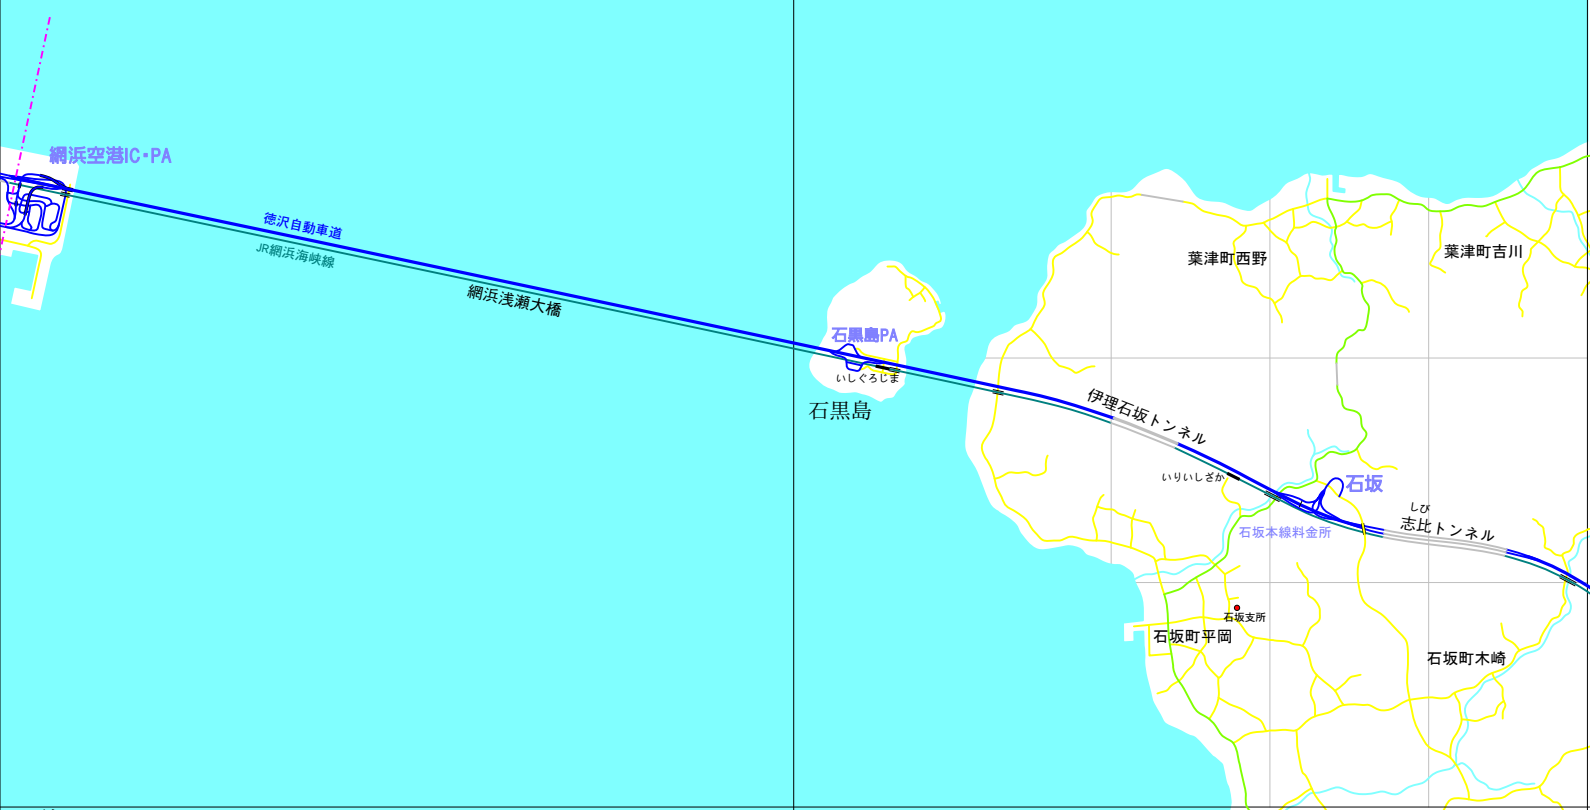 網浜空港IC・PA
徳沢自動車道
JR網浜海峡線
網浜浅瀬大橋
石黒島PA
いしぐろじま
石黒島
葉津町西野
葉津町吉川
伊理石坂トンネル
いりいしざか
石坂
石坂本線料金所
しび
志比トンネル
石坂支所
石坂町平岡
石坂町木崎